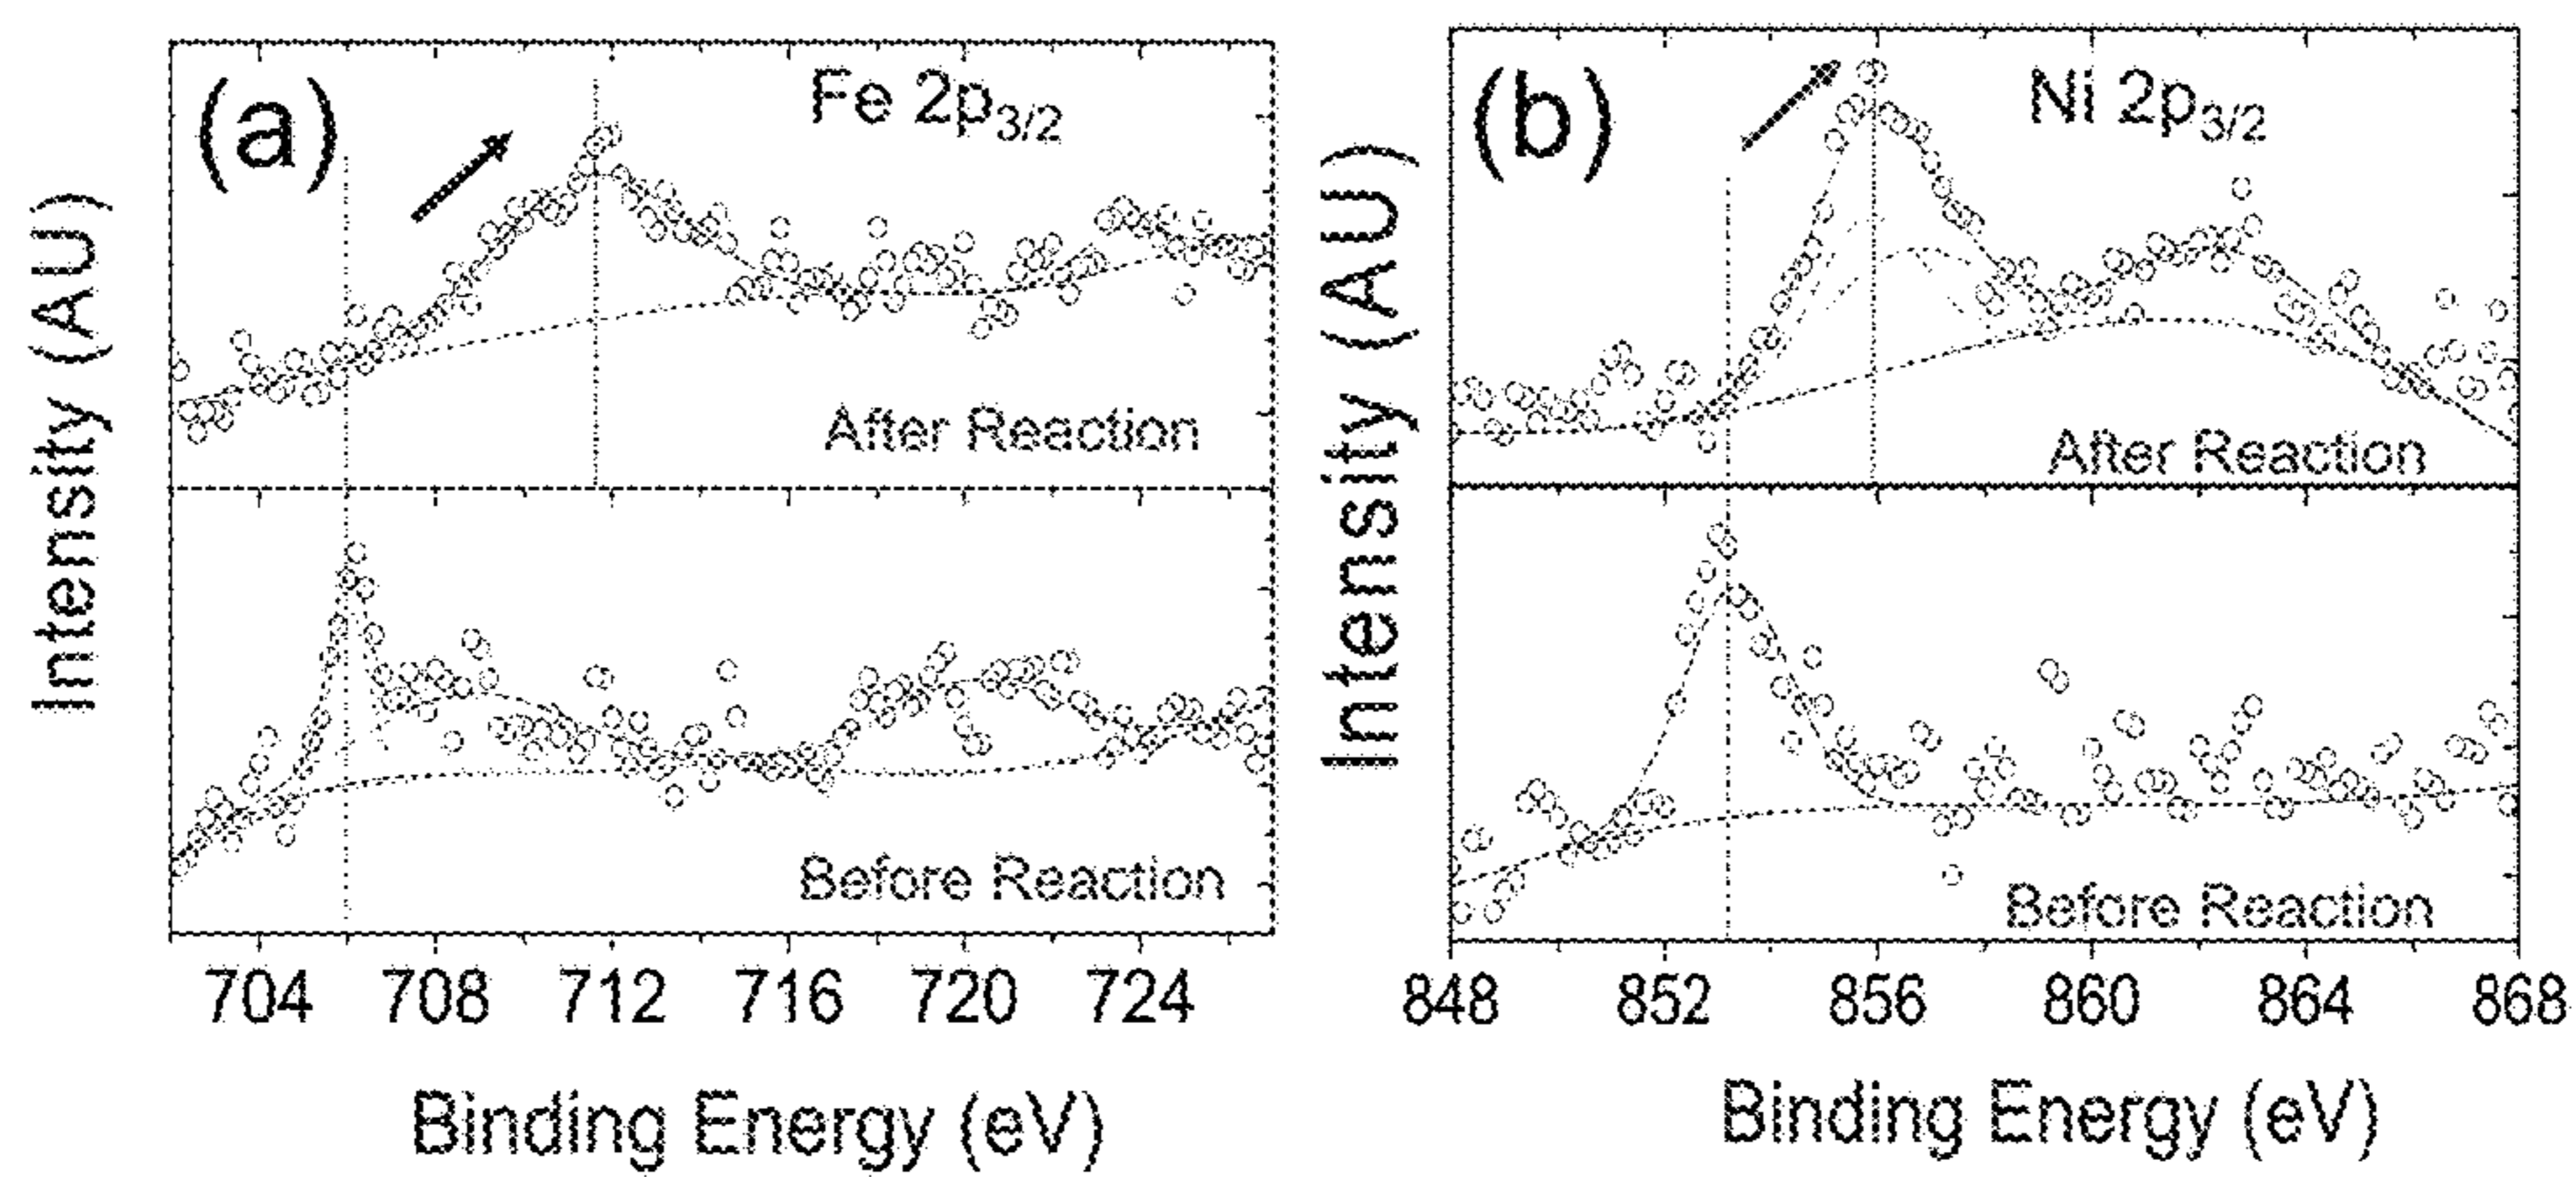 (a)
Fe 2p3/2
Intensity (AU)
After Reaction
Before Reaction
704 708 712 716 720 724
Binding Energy (eV)
(b)
Ni 2p3/2
Intensity (AU)
After Reaction
Before Reaction
848 852 856 860 864 868
Binding Energy (eV)